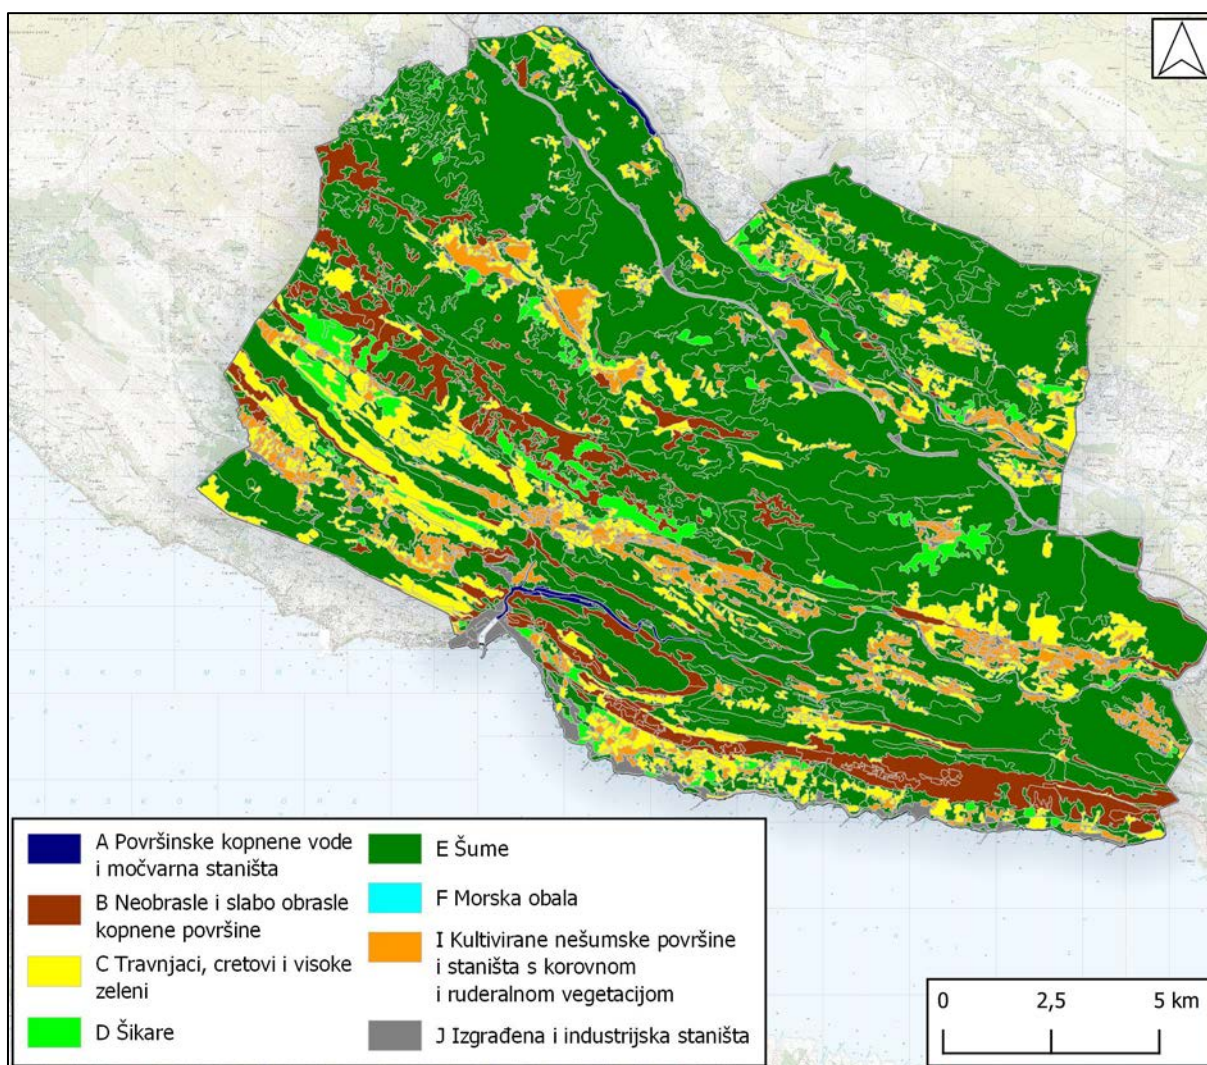 A Površinske kopnene vode
i močvarna staništa
B Neobrasle i slabo obrasle
kopnene površine
C Travnjaci, cretovi i visoke
zeleni
D Šikare
E Šume
F Morska obala
I Kultivirane nešumske površine
i staništa s korovnom
i ruderalnom vegetacijom
J Izgrađena i industrijska staništa
0 2,5 5 km